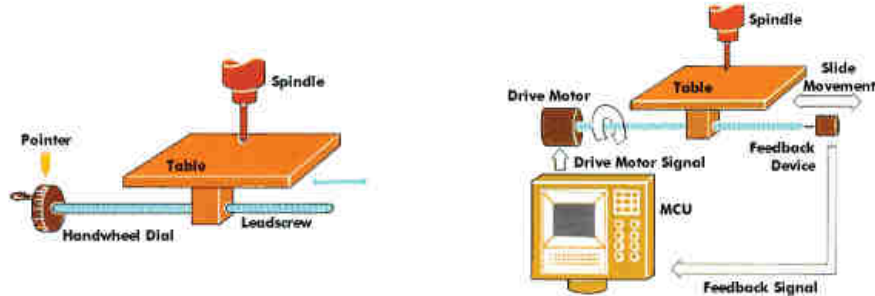 Spindle
Pointer
Table
Handwheel Dial
Leadscrew
Spindle
Slide
Movement
Table
Drive Motor
Drive Motor Signal
Feedback
Device
MCU
Feedback Signal